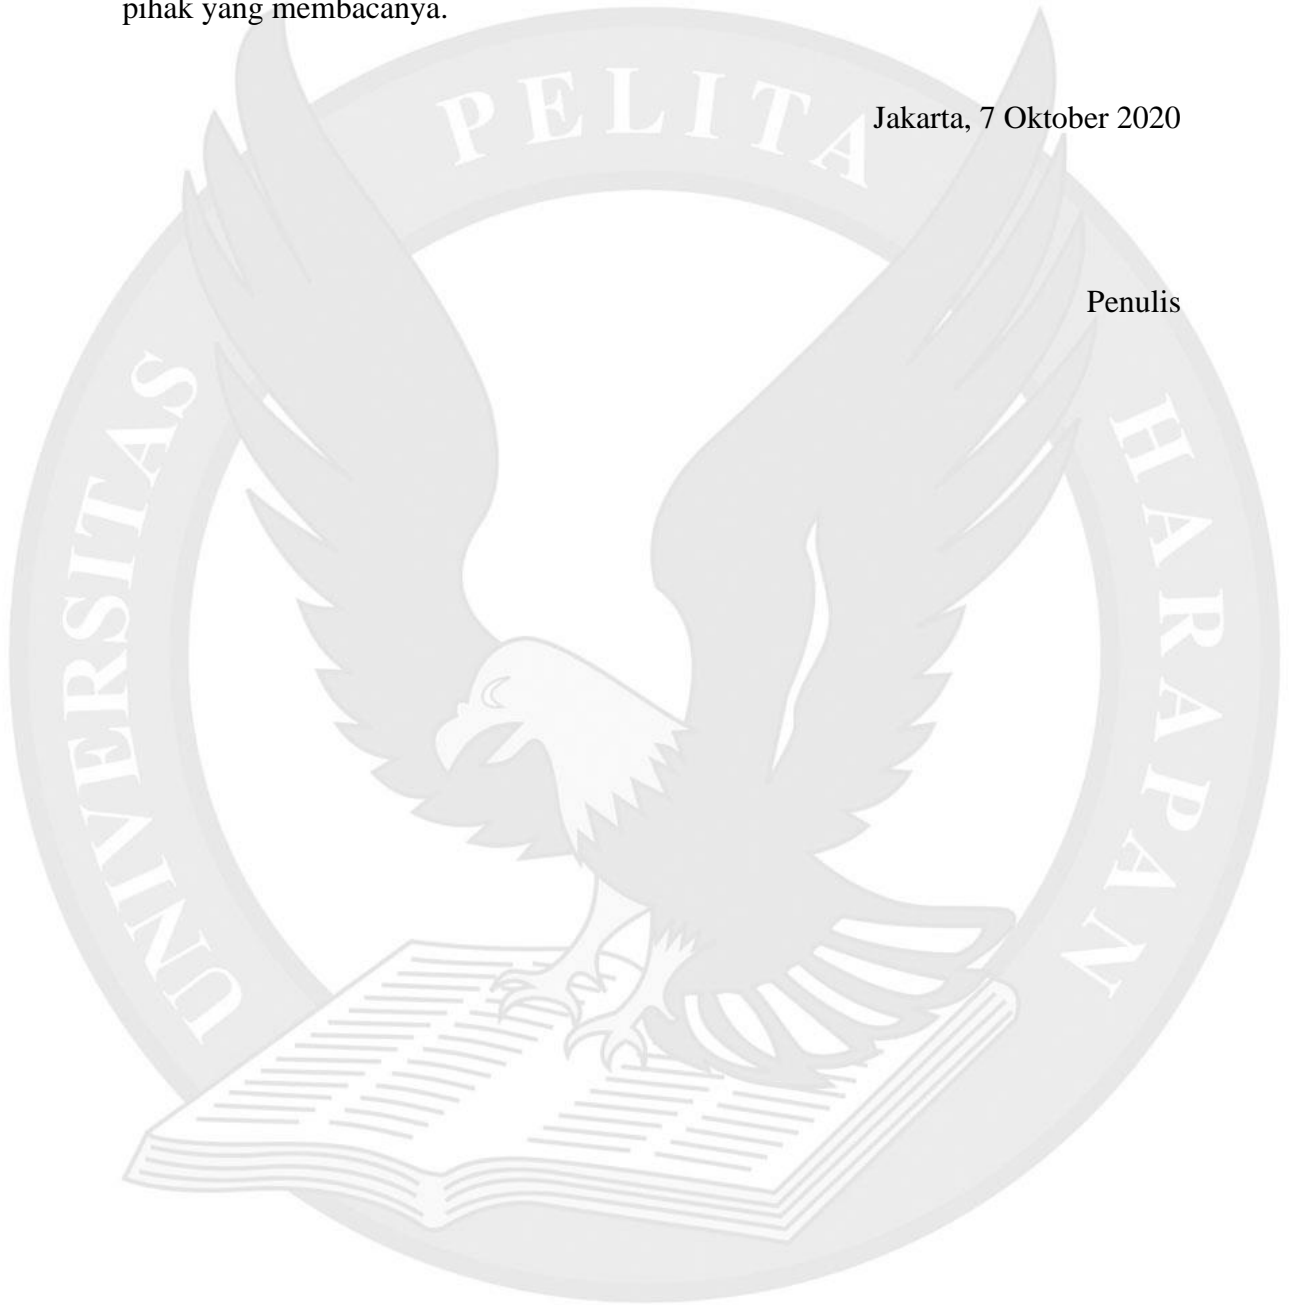 pihak yang membacanya.
Jakarta, 7 Oktober 2020
Penulis
UNIVERSITAS PELITA HARAPAN